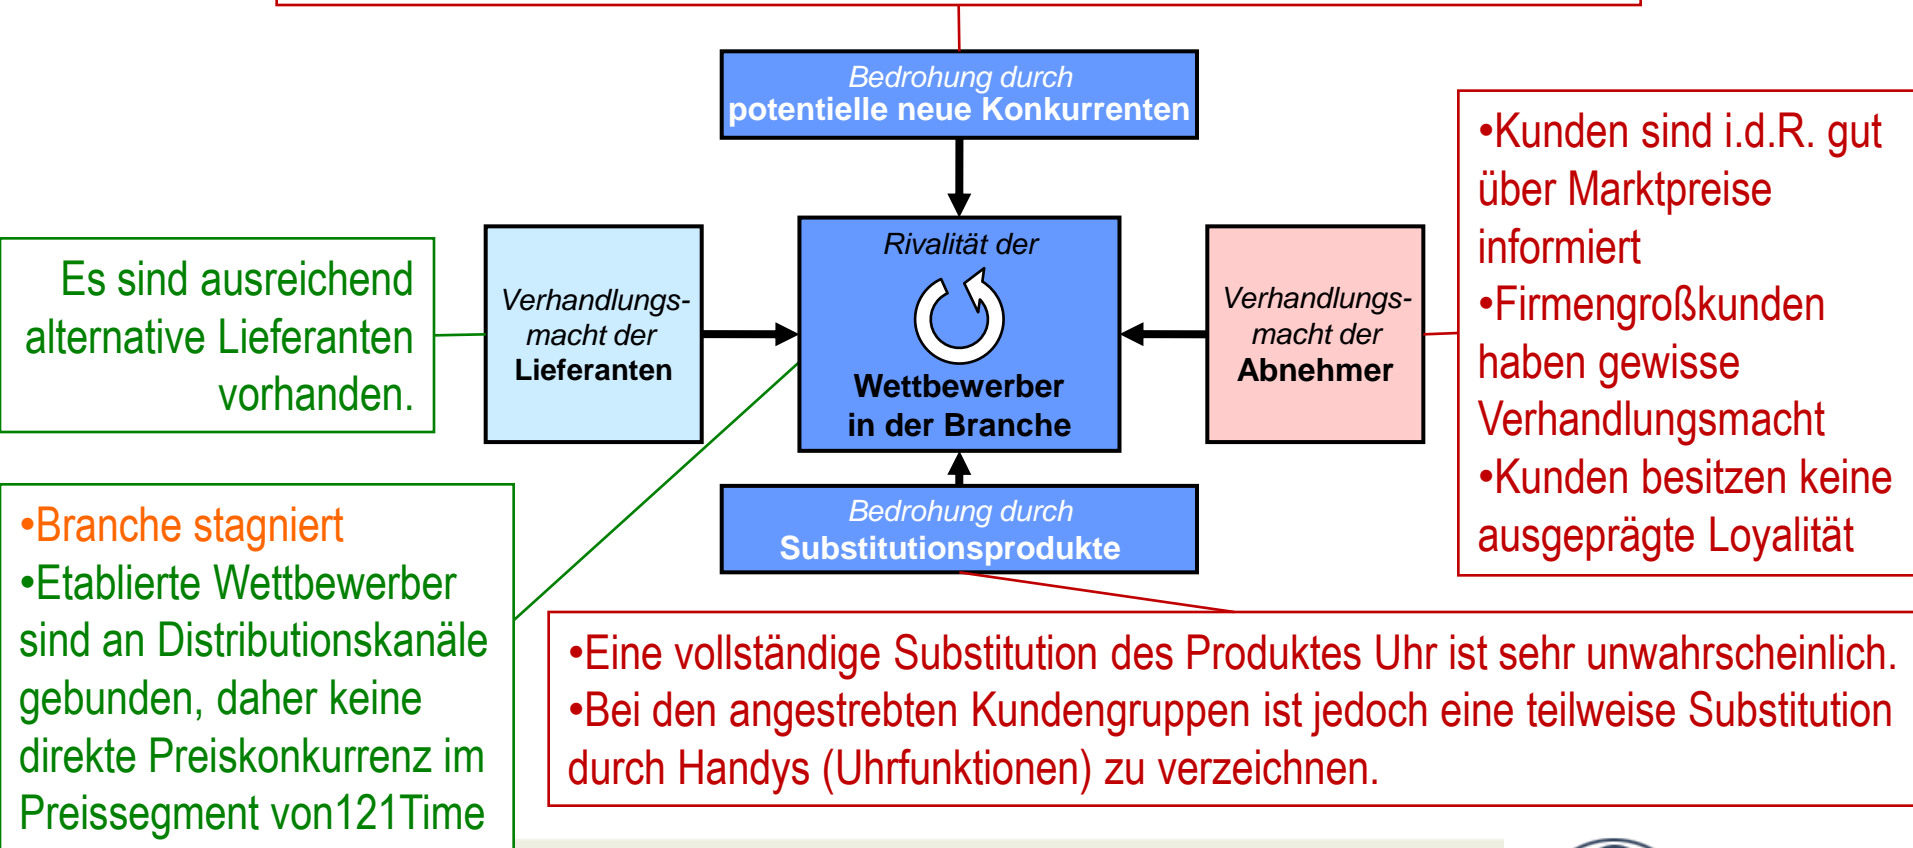 Bedrohung durch
potentielle neue Konkurrenten
Es sind ausreichend
alternative Lieferanten
vorhanden.
Verhandlungs-
macht der
Lieferanten
Rivalität der
Wettbewerber
in der Branche
Verhandlungs-
macht der
Abnehmer
•Kunden sind i.d.R. gut
über Marktpreise
informiert
•Firmengroßkunden
haben gewisse
Verhandlungsmacht
•Kunden besitzen keine
ausgeprägte Loyalität
Bedrohung durch
Substitutionsprodukte
•Branche stagniert
•Etablierte Wettbewerber
sind an Distributionskanäle
gebunden, daher keine
direkte Preiskonkurrenz im
Preissegment von121Time
•Eine vollständige Substitution des Produktes Uhr ist sehr unwahrscheinlich.
•Bei den angestrebten Kundengruppen ist jedoch eine teilweise Substitution
durch Handys (Uhrfunktionen) zu verzeichnen.